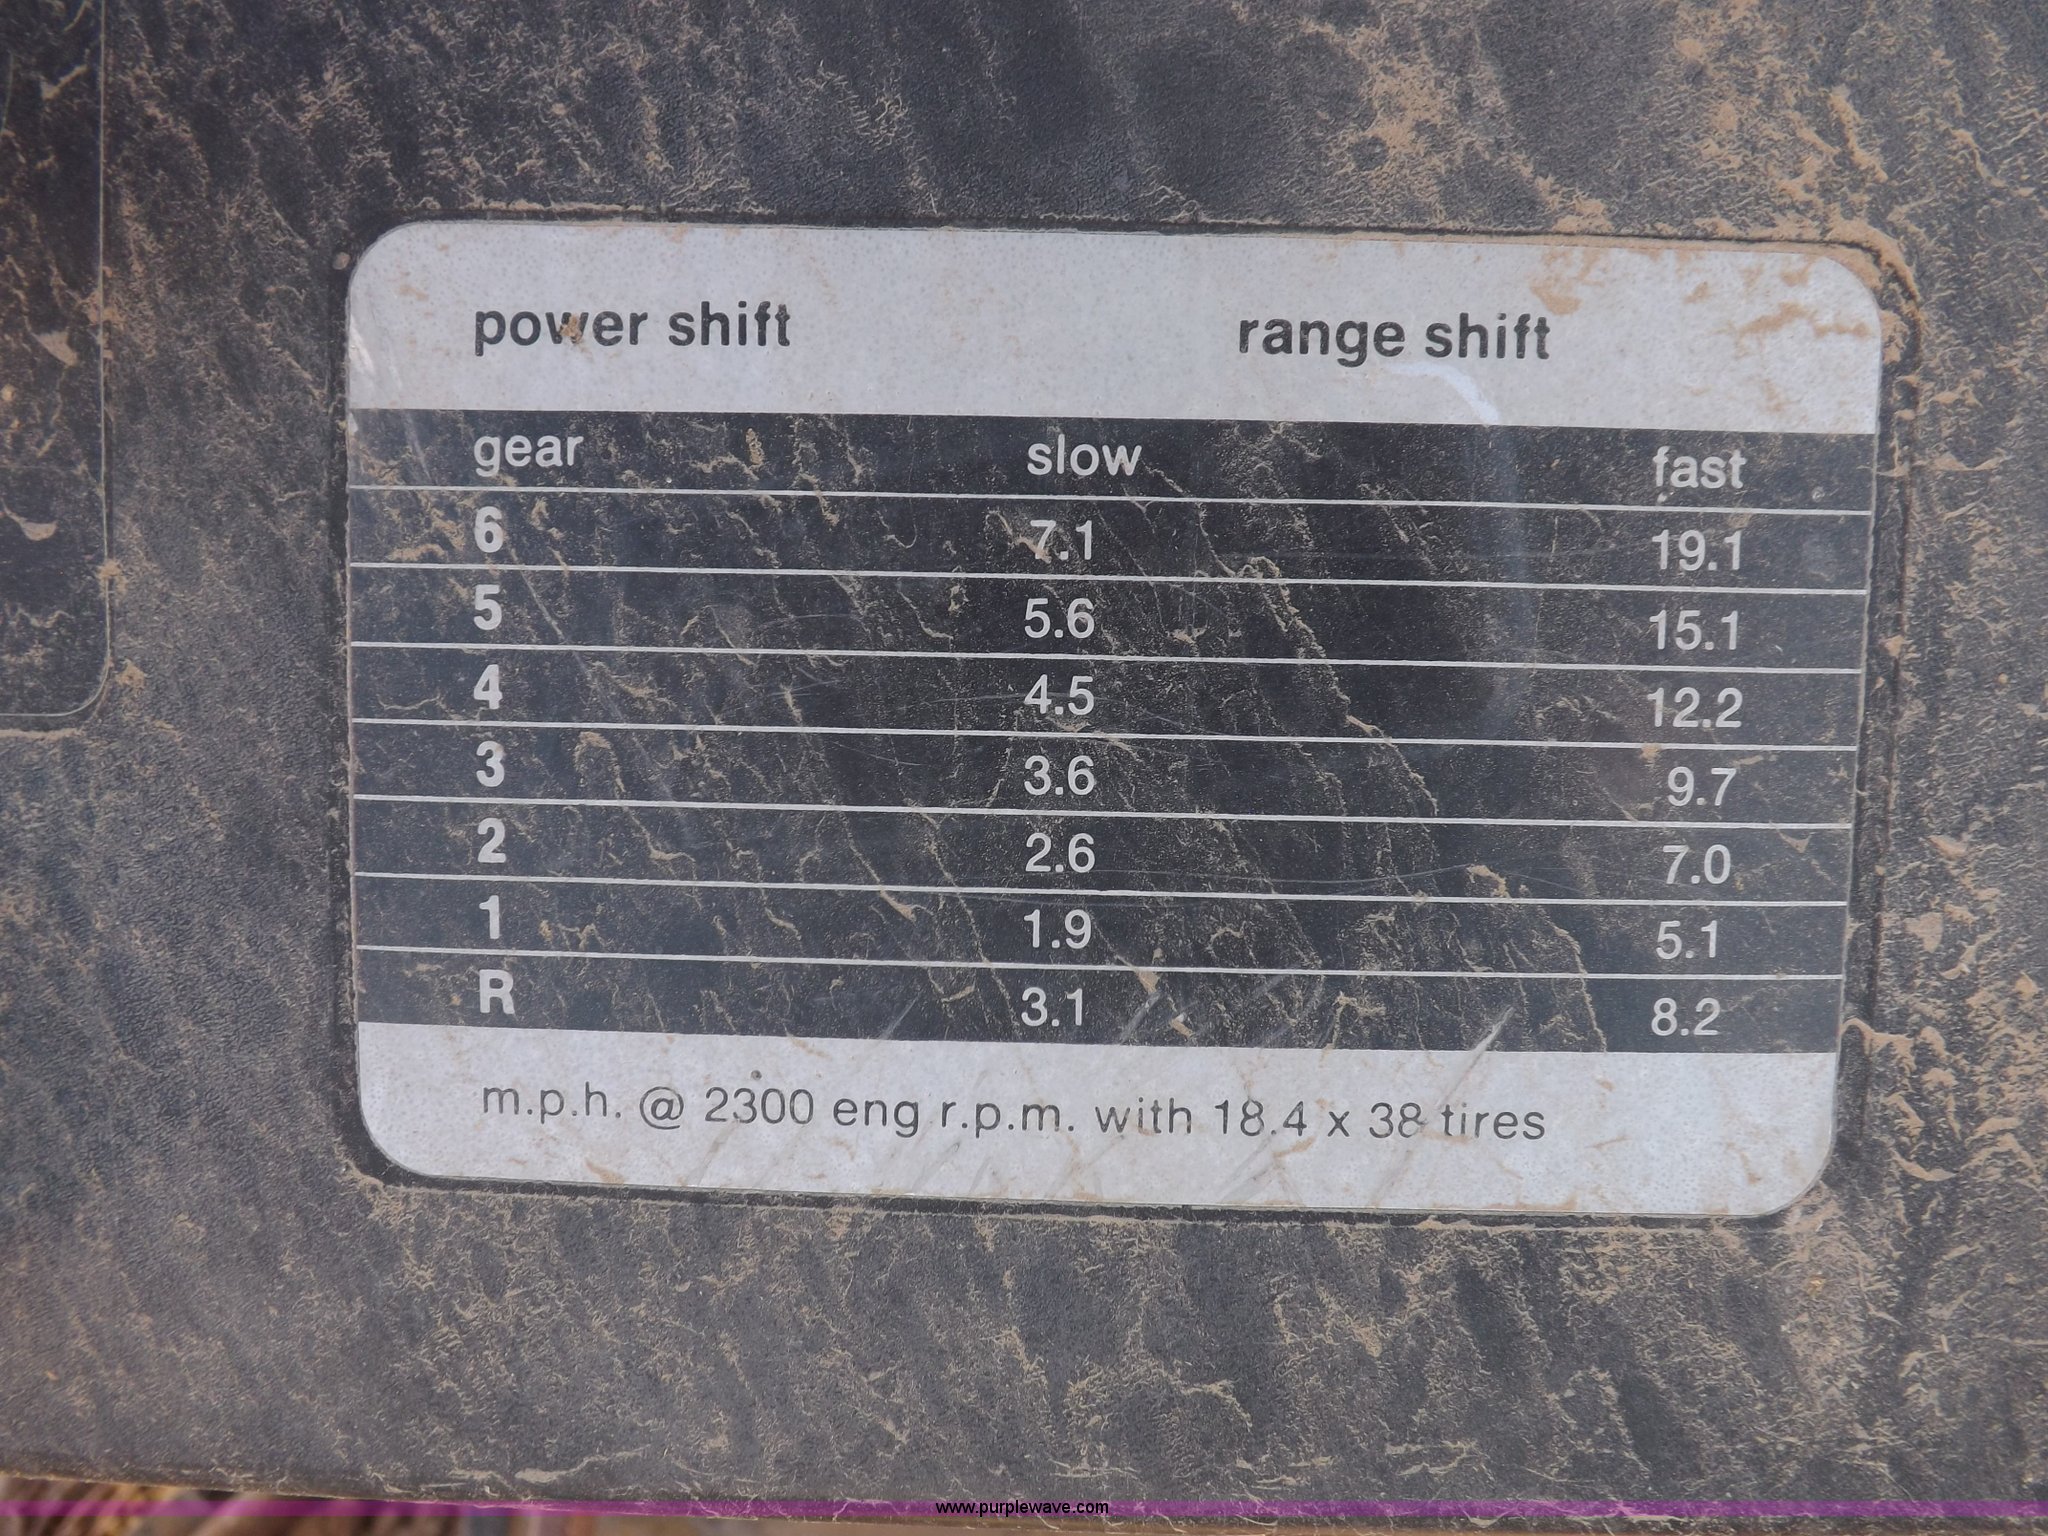 power shift range shift
gear slow fast
6 7.1 19.1
5 5.6 15.1
4 4.5 12.2
3 3.6 9.7
2 2.6 7.0
1 1.9 5.1
R 3.1 8.2
m.p.h. @ 2300 eng r.p.m. with 18.4 x 38 tires
www.purplewave.com